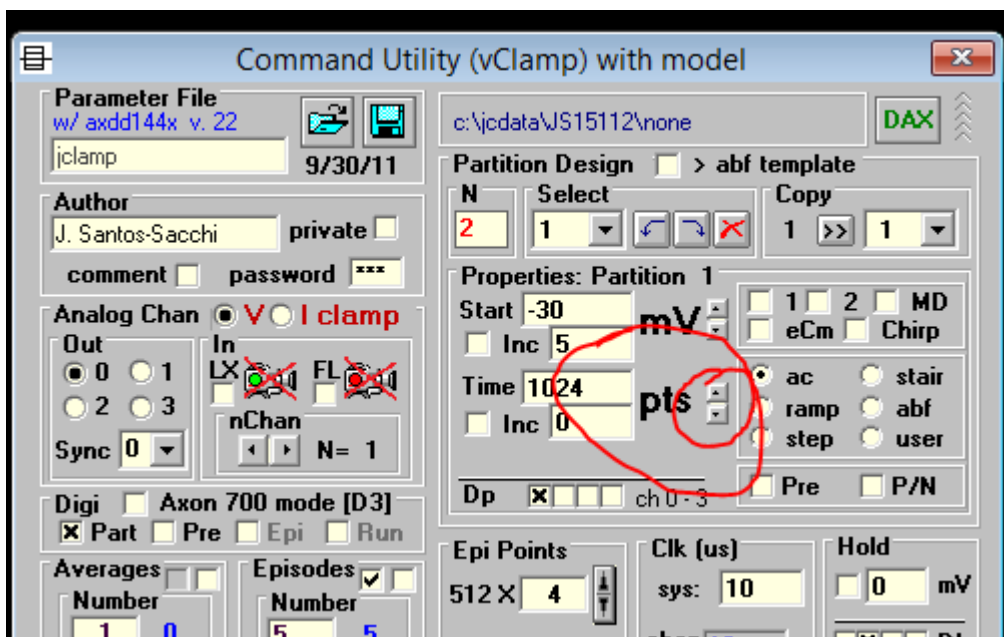 Command Utility (vClamp) with model
Parameter File
w/ axdd144x v. 22
jclamp
9/30/11
c:\jcdata\JS15112\none
DAX
Author
J. Santos-Sacchi
private
comment
password ***
Partition Design > abf template
N
2
Select
1
Copy
1 >> 1
Analog Chan V I clamp
Out
0 1
2 3
Sync 0
In
LX FL
nChan
N= 1
Properties: Partition 1
Start -30 mV
Inc 5
Time 1024 pts
Inc 0
1 2 MD
eCm Chirp
ac stair
ramp abf
step user
Dp ch 0 - 3
Pre P/N
Digi Axon 700 mode [D3]
Part Pre Epi Run
Averages
Number
1 0
Episodes
Number
5 5
Epi Points
512 X 4
Clk (us)
sys: 10
Hold
0 mV